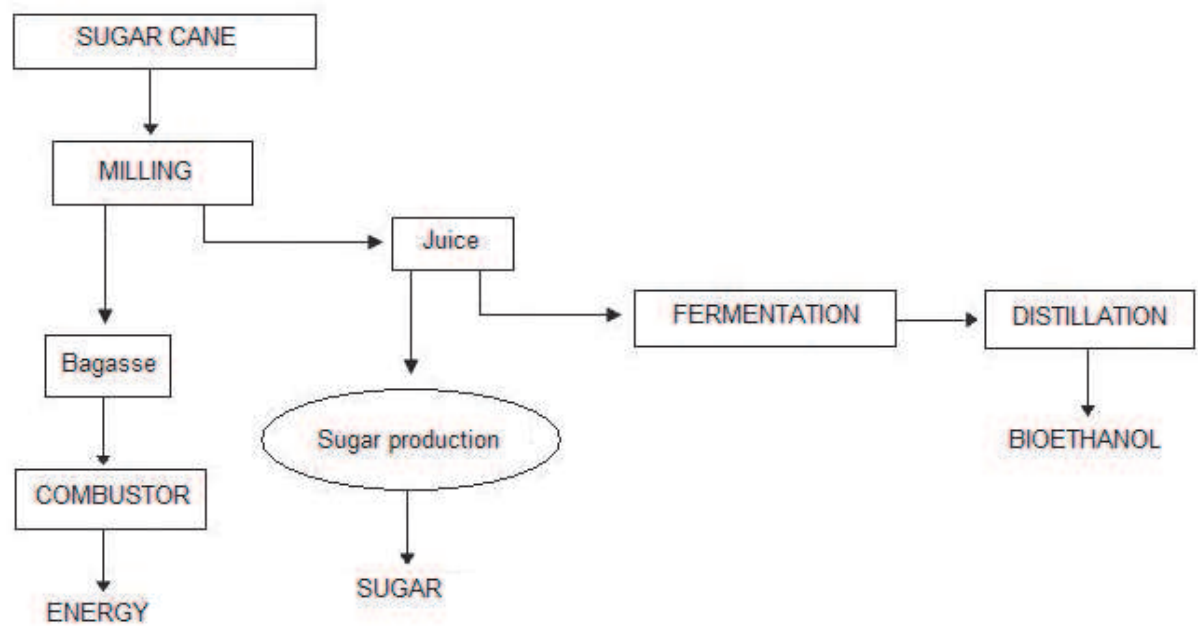 SUGAR CANE
MILLING
Juice
FERMENTATION
DISTILLATION
Bagasse
Sugar production
BIOETHANOL
COMBUSTOR
SUGAR
ENERGY